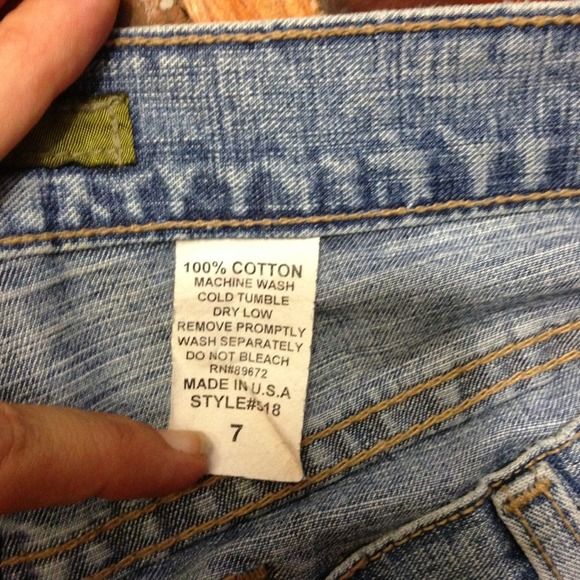 100% COTTON
MACHINE WASH
COLD TUMBLE
DRY LOW
REMOVE PROMPTLY
WASH SEPARATELY
DO NOT BLEACH
RN#89672
MADE IN U.S.A
STYLE#518
7